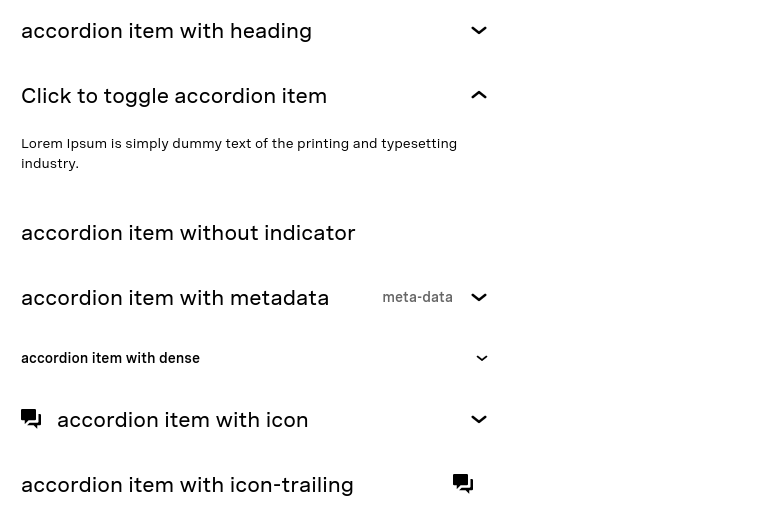 accordion item with heading
Click to toggle accordion item
Lorem Ipsum is simply dummy text of the printing and typesetting
industry.
accordion item without indicator
accordion item with metadata meta-data
accordion item with dense
accordion item with icon
accordion item with icon-trailing